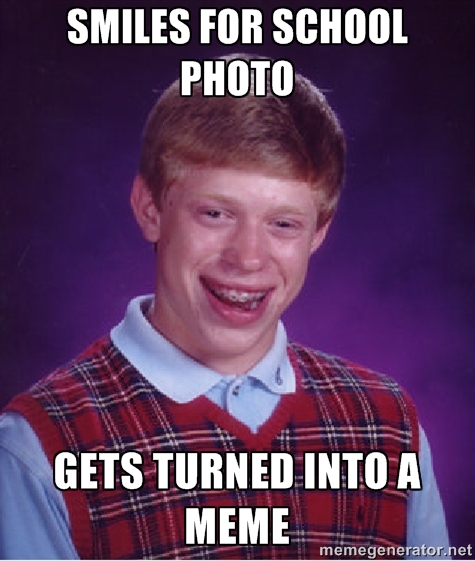 SMILES FOR SCHOOL
PHOTO
GETS TURNED INTO A
MEME
memegenerator.net